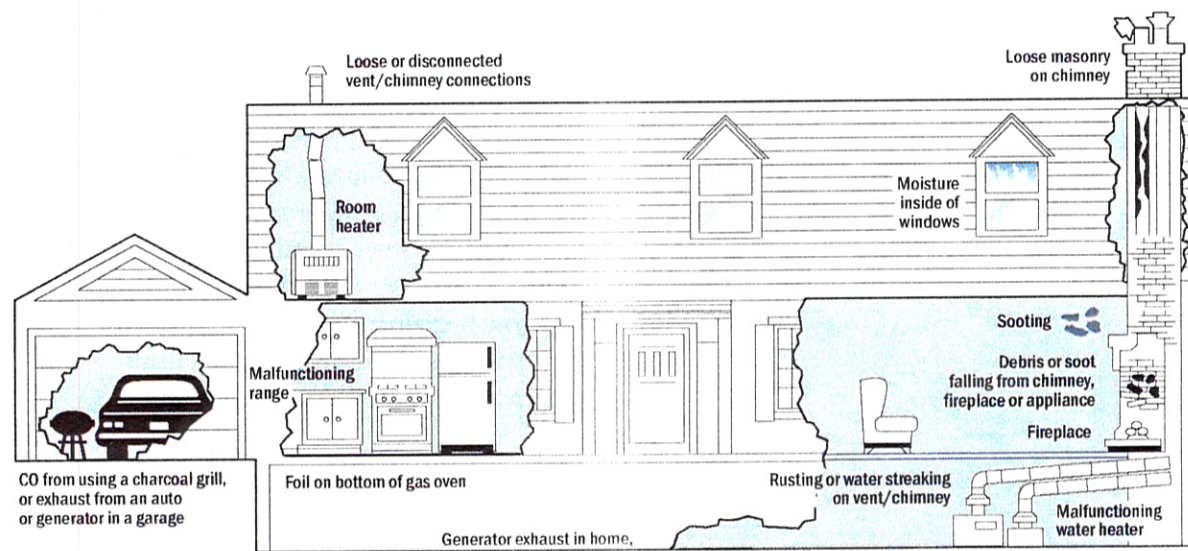 Loose or disconnected
vent/chimney connections
Loose masonry
on chimney
Room
heater
Moisture
inside of
windows
Malfunctioning
range
Sooting
Debris or soot
falling from chimney,
fireplace or appliance
Fireplace
CO from using a charcoal grill,
or exhaust from an auto
or generator in a garage
Foil on bottom of gas oven
Rusting or water streaking
on vent/chimney
Malfunctioning
water heater
Generator exhaust in home,